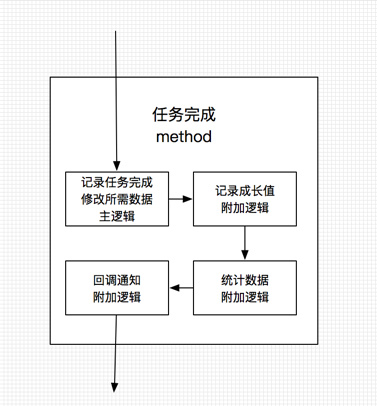 任务完成
method
记录任务完成
修改所需数据
主逻辑
记录成长值
附加逻辑
回调通知
附加逻辑
统计数据
附加逻辑